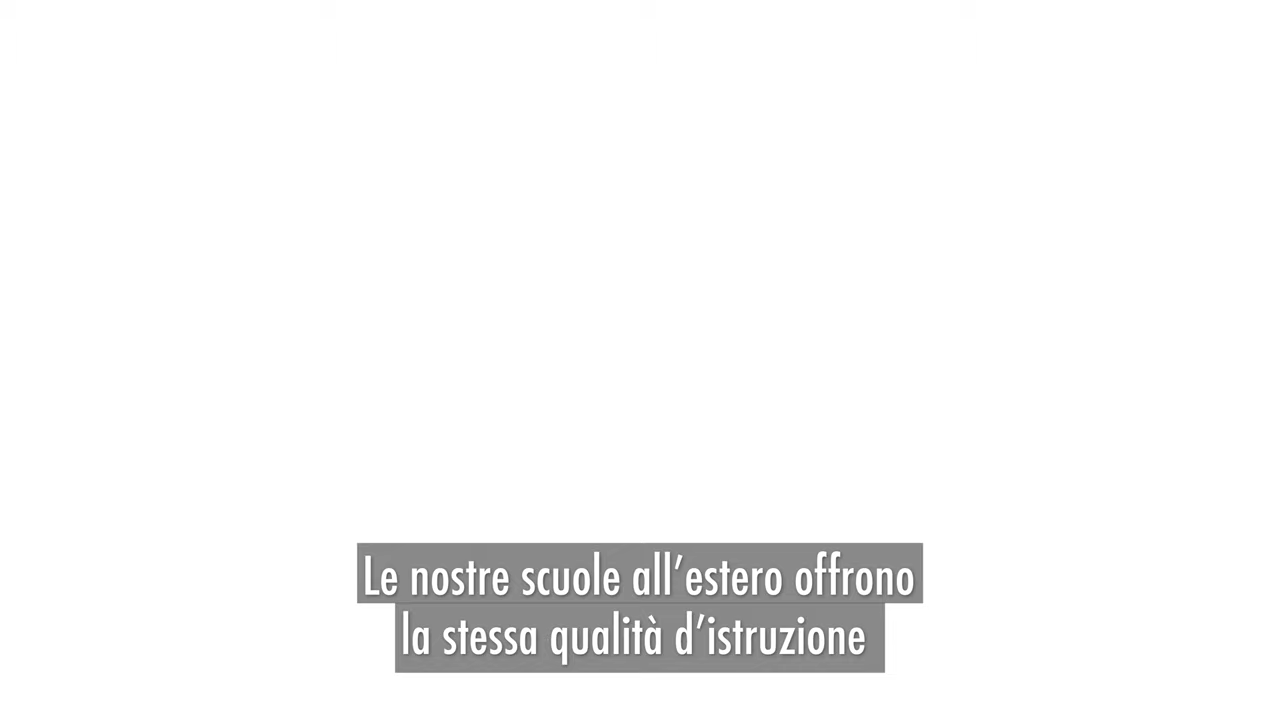 Le nostre scuole all’estero offrono
la stessa qualità d’istruzione